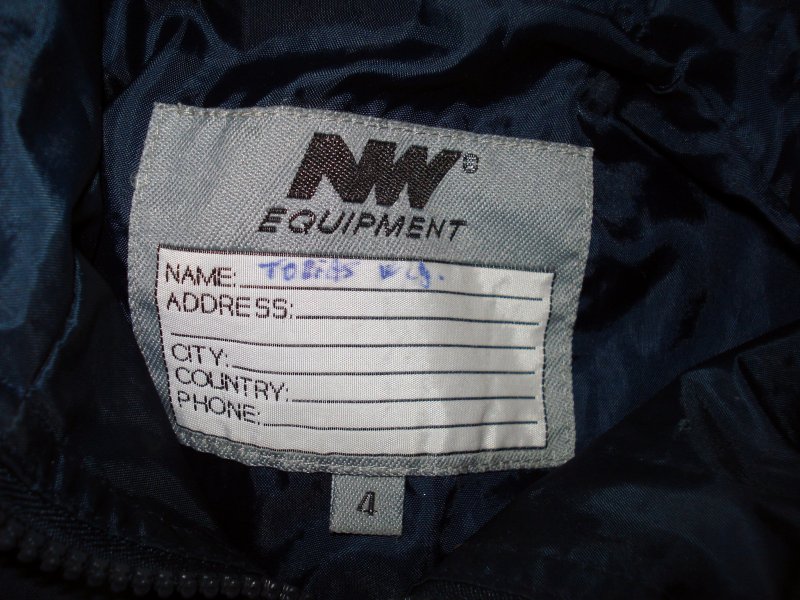 NW®
EQUIPMENT
NAME: TOBIAS
ADDRESS:
CITY:
COUNTRY:
PHONE:
4